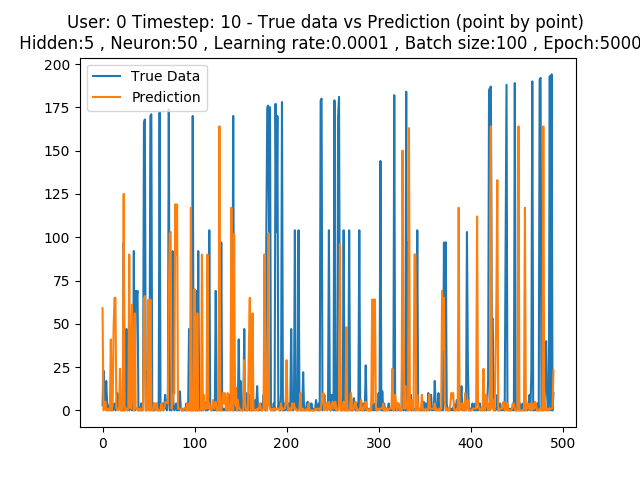 User: 0 Timestep: 10 - True data vs Prediction (point by point)
Hidden:5 , Neuron:50 , Learning rate:0.0001 , Batch size:100 , Epoch:5000
True Data
Prediction
200
175
150
125
100
75
50
25
0
0 100 200 300 400 500